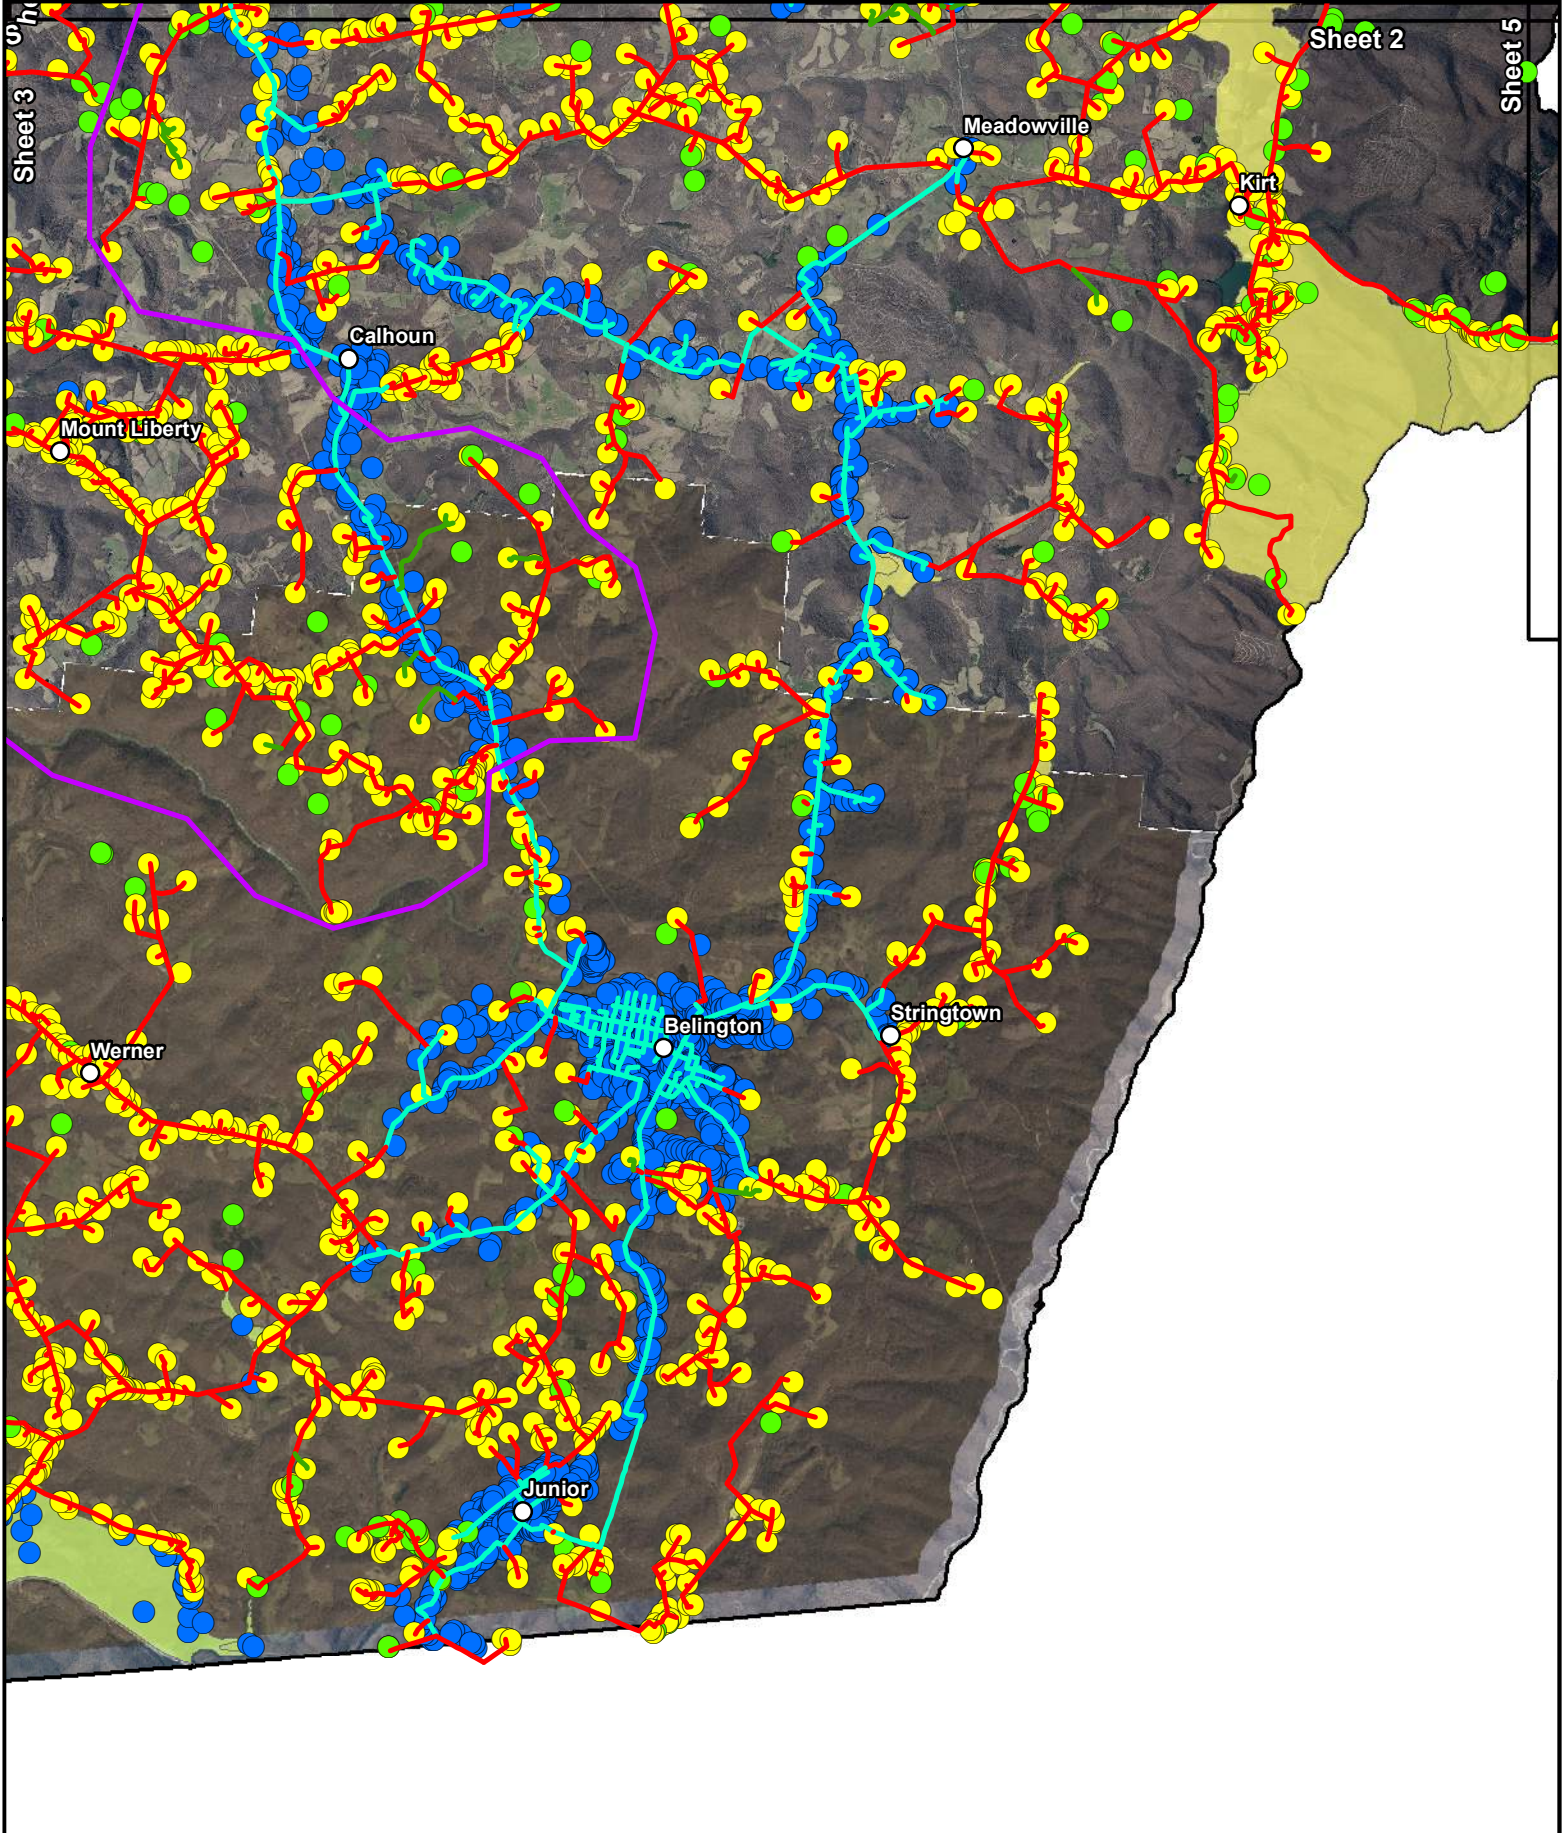 Sheet 3
Sheet 2
Sheet 5
Meadowville
Kirt
Calhoun
Mount Liberty
Belington
Stringtown
Werner
Junior